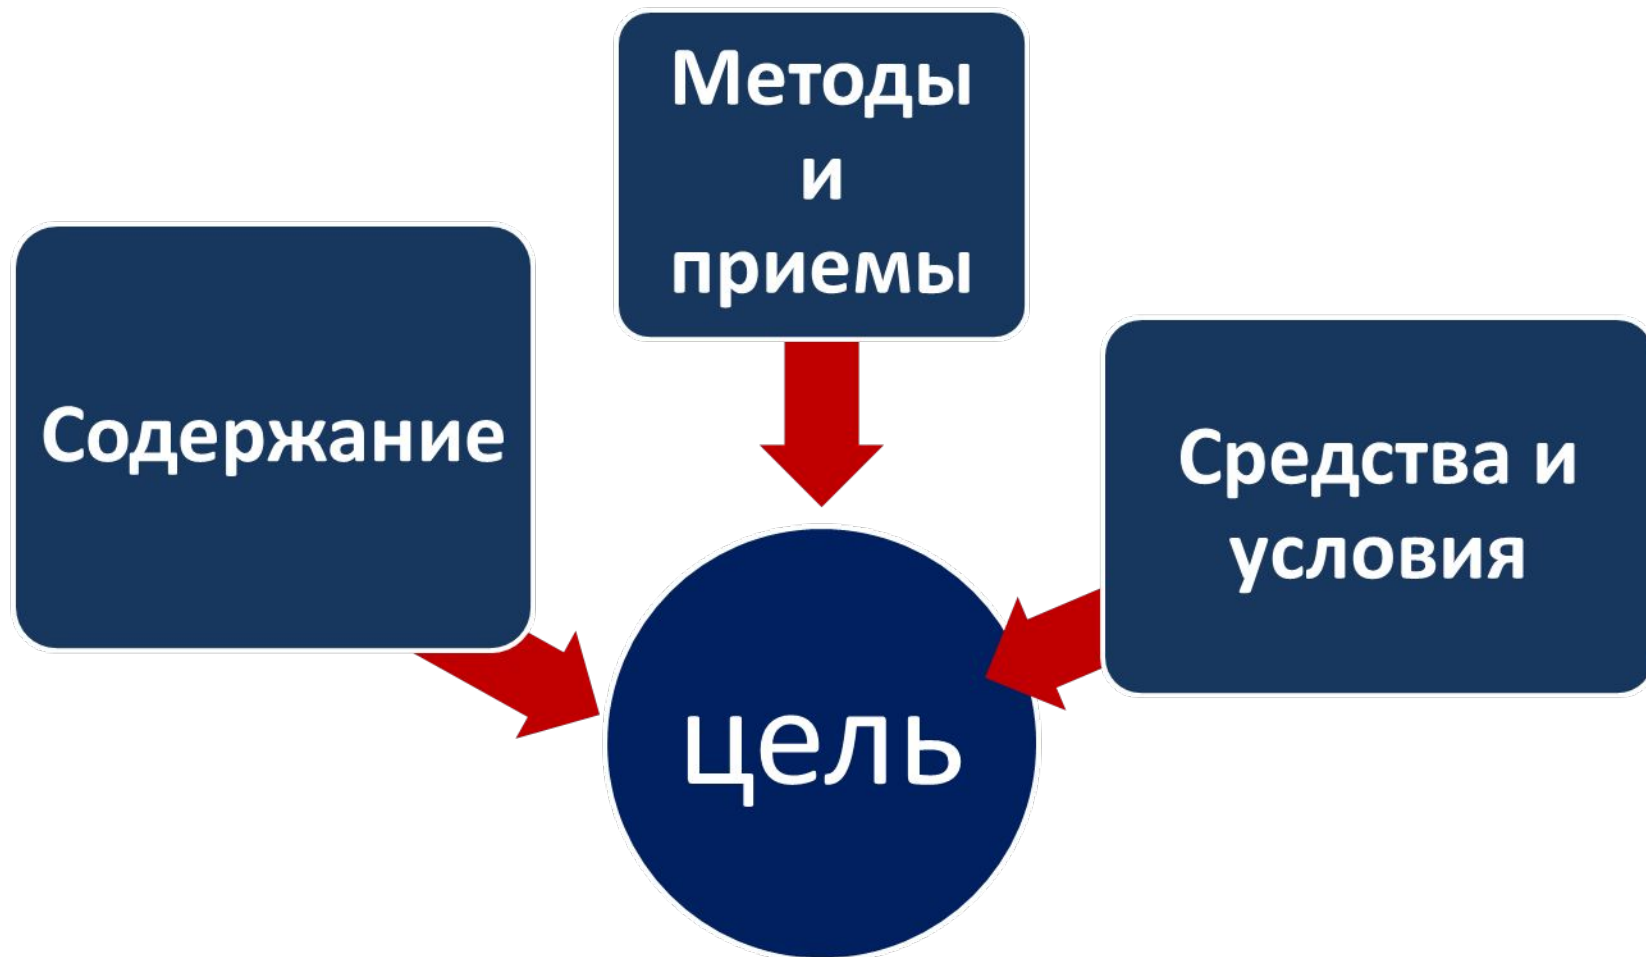 Методы
и
приемы
Содержание
Средства и
условия
цель